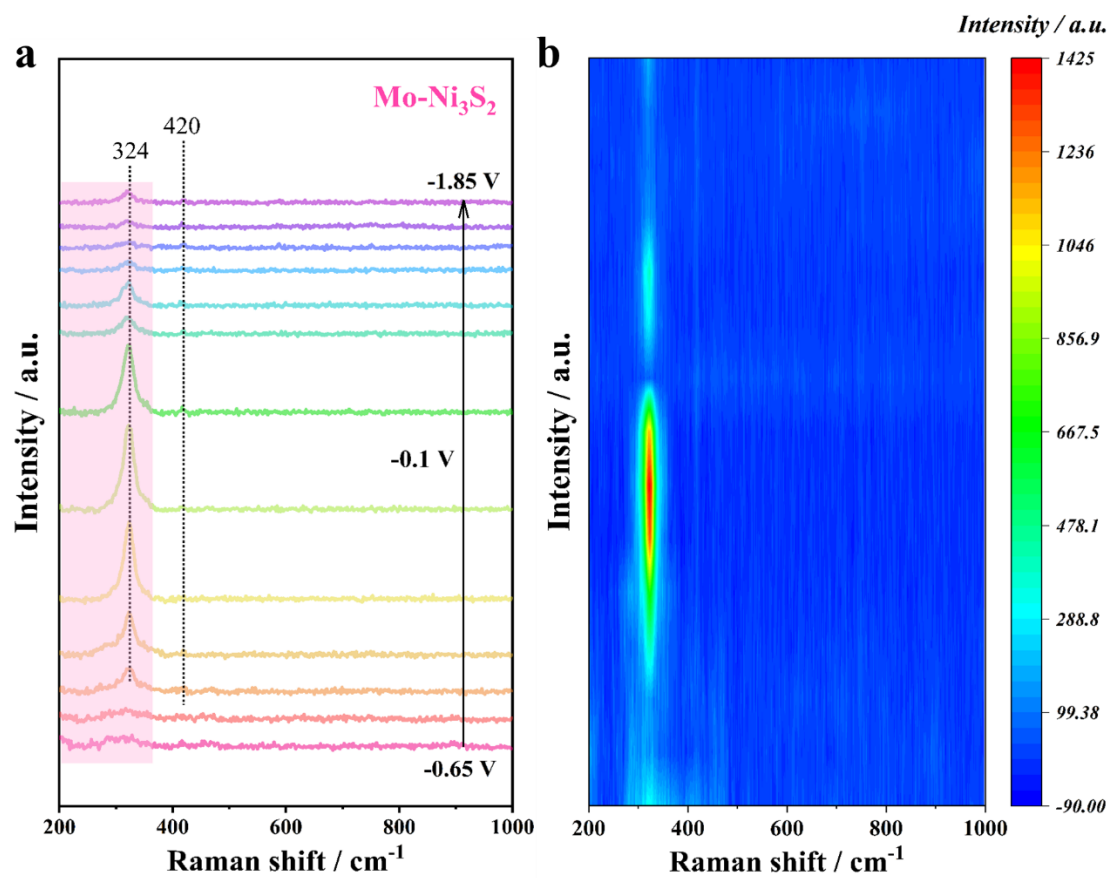 a
Mo-Ni₃S₂
324
420
-1.85 V
-0.1 V
-0.65 V
Intensity / a.u.
200
400
600
800
1000
Raman shift / cm⁻¹
b
Intensity / a.u.
200
400
600
800
1000
Raman shift / cm⁻¹
Intensity / a.u.
1425
1236
1046
856.9
667.5
478.1
288.8
99.38
-90.00